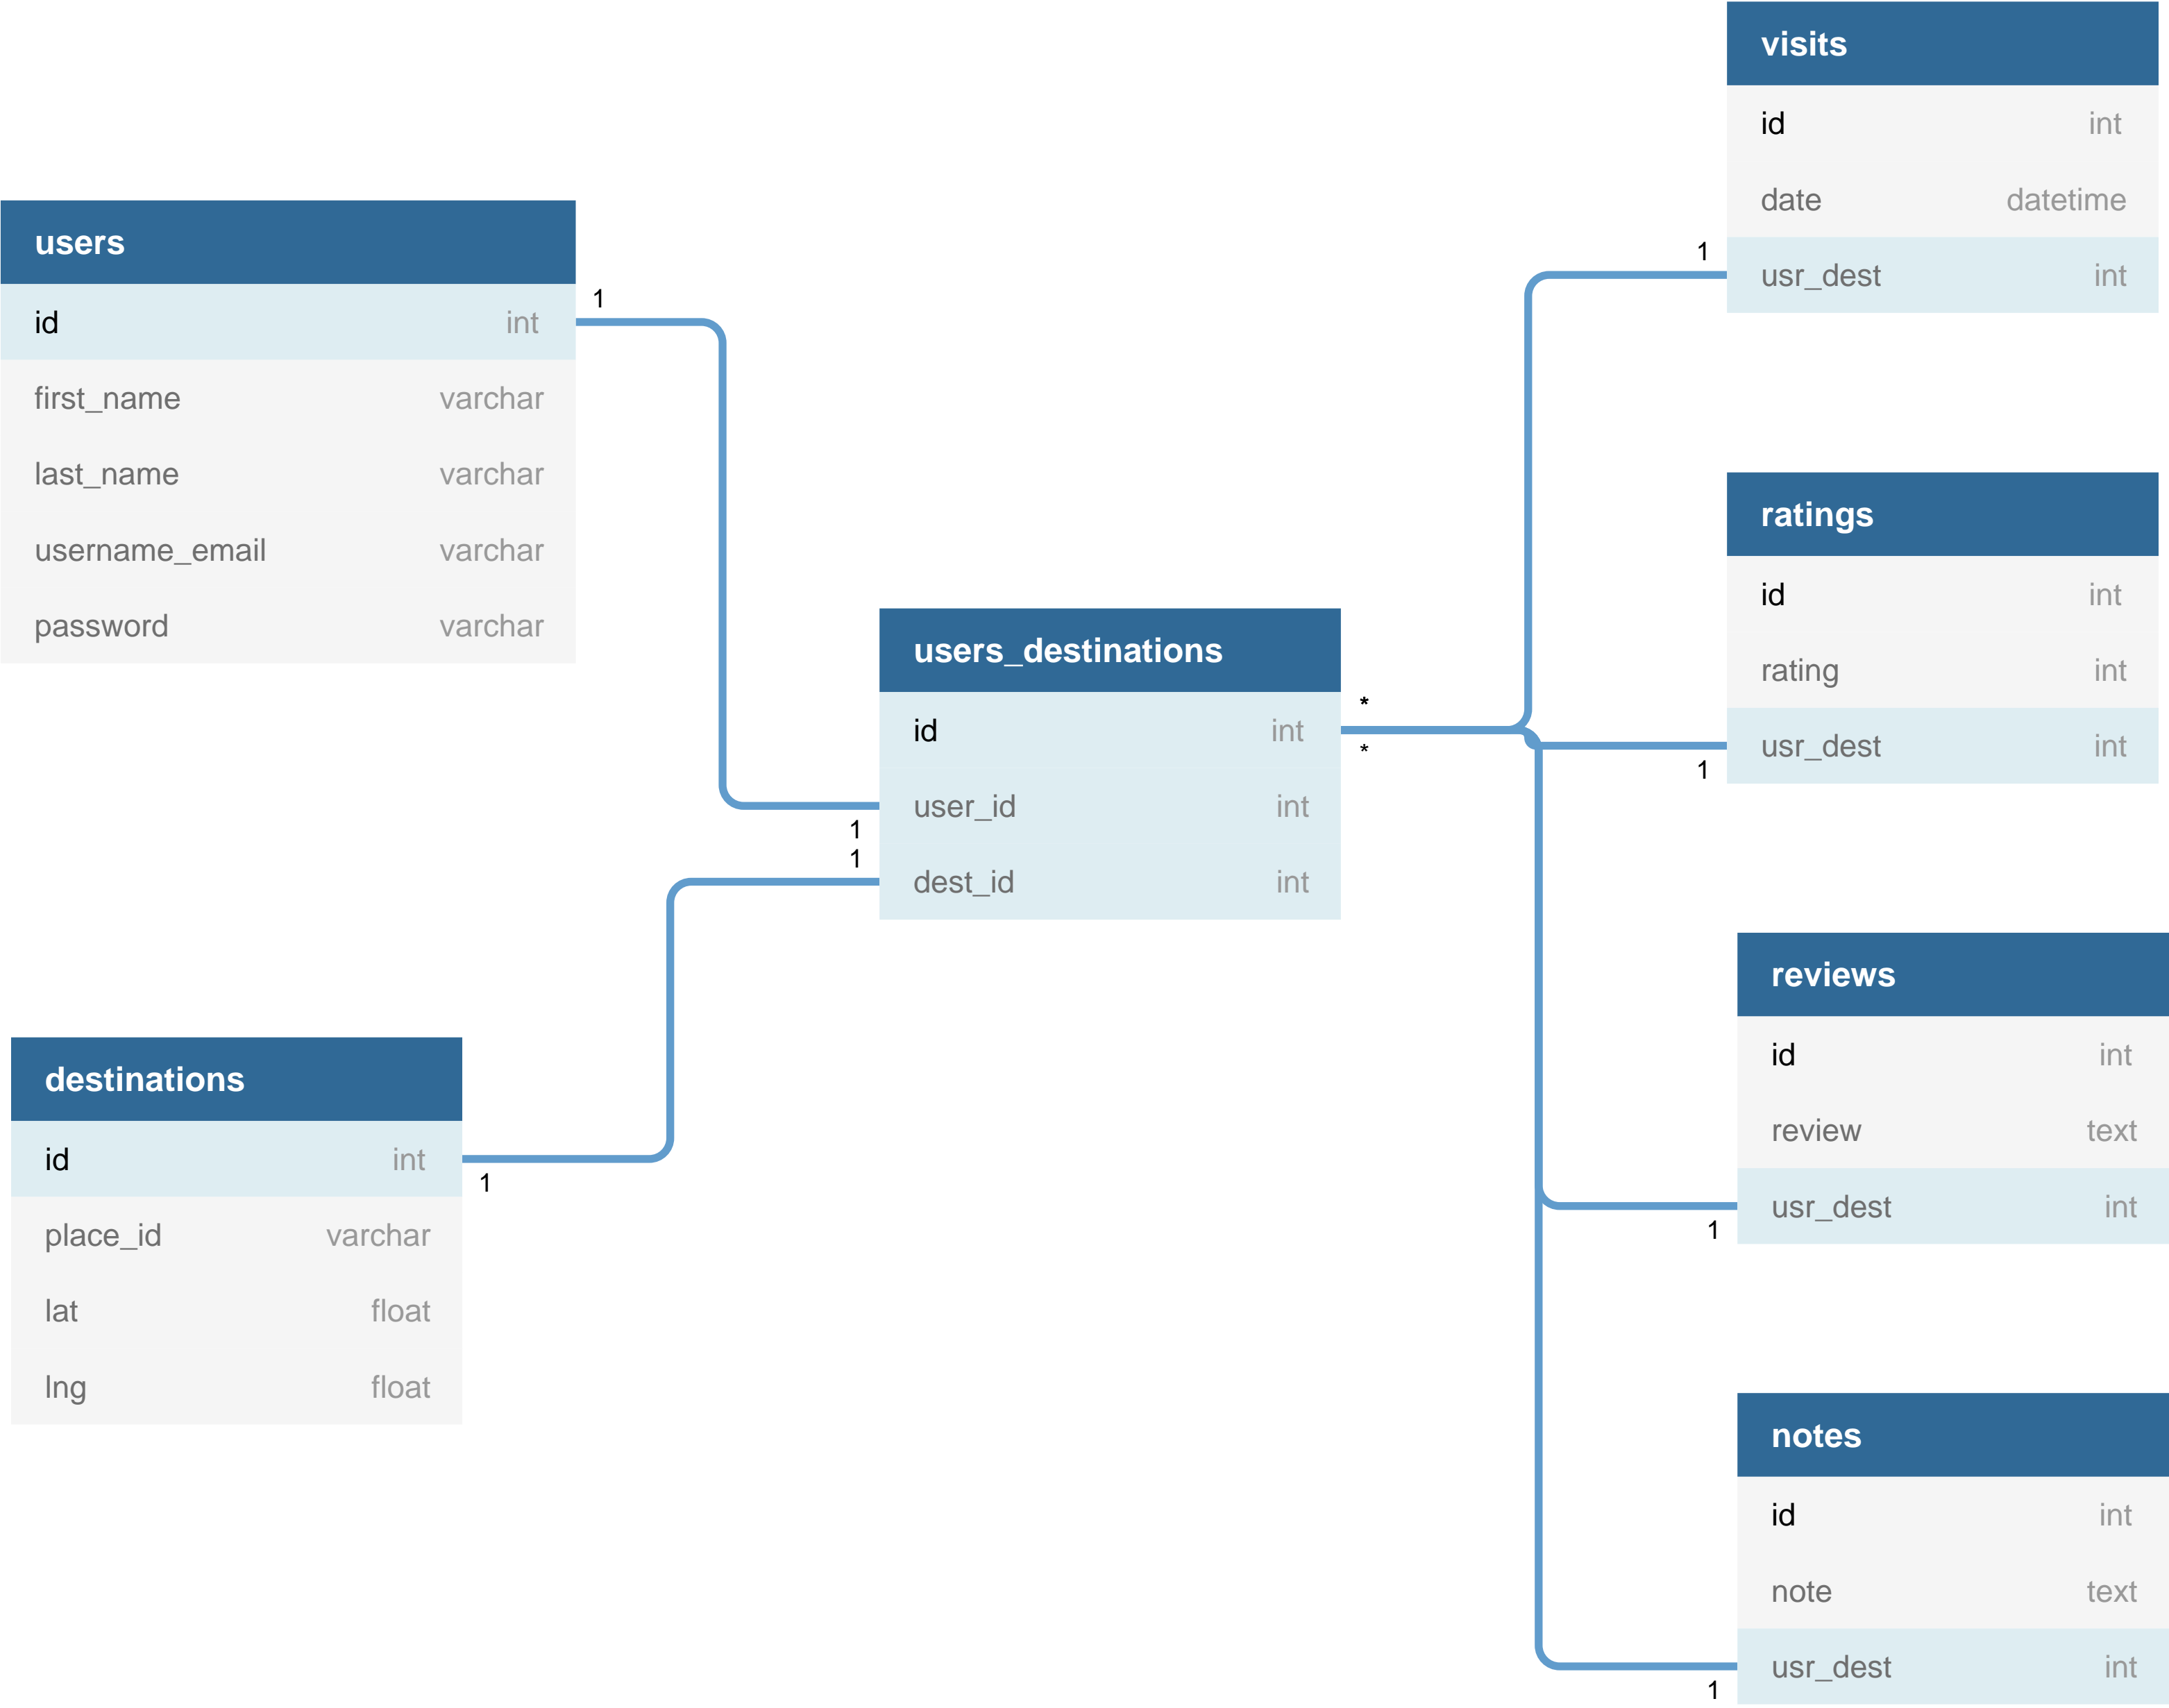 users
id int
first_name varchar
last_name varchar
username_email varchar
password varchar
1
destinations
id int
place_id varchar
lat float
lng float
1
users_destinations
id int
user_id int
dest_id int
1
1
*
*
visits
id int
date datetime
usr_dest int
1
ratings
id int
rating int
usr_dest int
1
reviews
id int
review text
usr_dest int
1
notes
id int
note text
usr_dest int
1